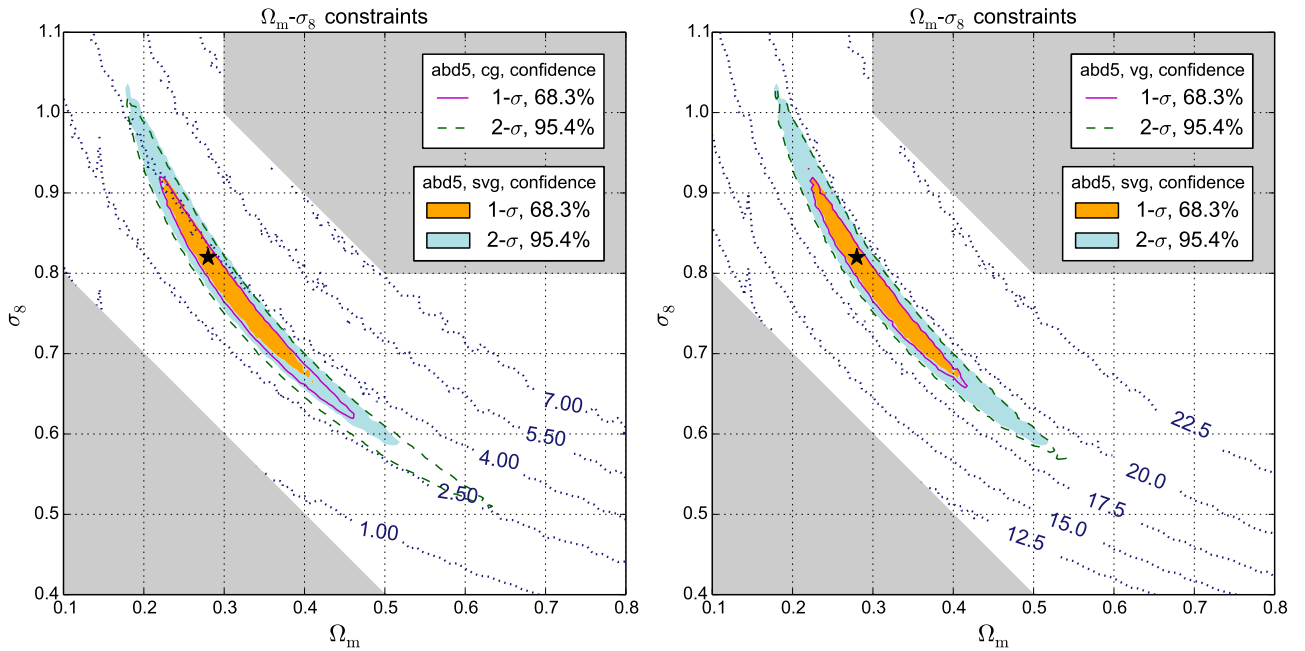 Ωm-σ8 constraints
1.1
1.0
0.9
0.8
0.7
0.6
0.5
0.4
σ8
abd5, cg, confidence
1-σ, 68.3%
2-σ, 95.4%
abd5, svg, confidence
1-σ, 68.3%
2-σ, 95.4%
7.00
5.50
4.00
2.50
1.00
0.1 0.2 0.3 0.4 0.5 0.6 0.7 0.8
Ωm
Ωm-σ8 constraints
1.1
1.0
0.9
0.8
0.7
0.6
0.5
0.4
σ8
abd5, vg, confidence
1-σ, 68.3%
2-σ, 95.4%
abd5, svg, confidence
1-σ, 68.3%
2-σ, 95.4%
22.5
20.0
17.5
15.0
12.5
0.1 0.2 0.3 0.4 0.5 0.6 0.7 0.8
Ωm